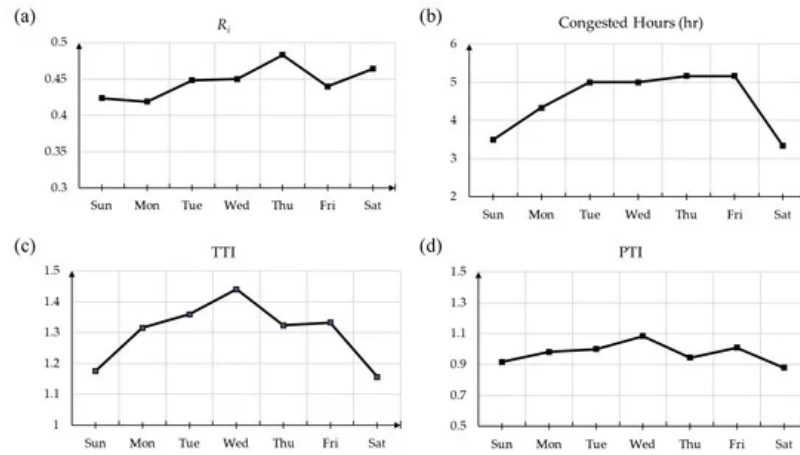 (a)
R_i
0.5
0.45
0.4
0.35
0.3
Sun Mon Tue Wed Thu Fri Sat
(b)
Congested Hours (hr)
6
5
4
3
2
Sun Mon Tue Wed Thu Fri Sat
(c)
TTI
1.5
1.4
1.3
1.2
1.1
1
Sun Mon Tue Wed Thu Fri Sat
(d)
PTI
1.5
1.3
1.1
0.9
0.7
0.5
Sun Mon Tue Wed Thu Fri Sat